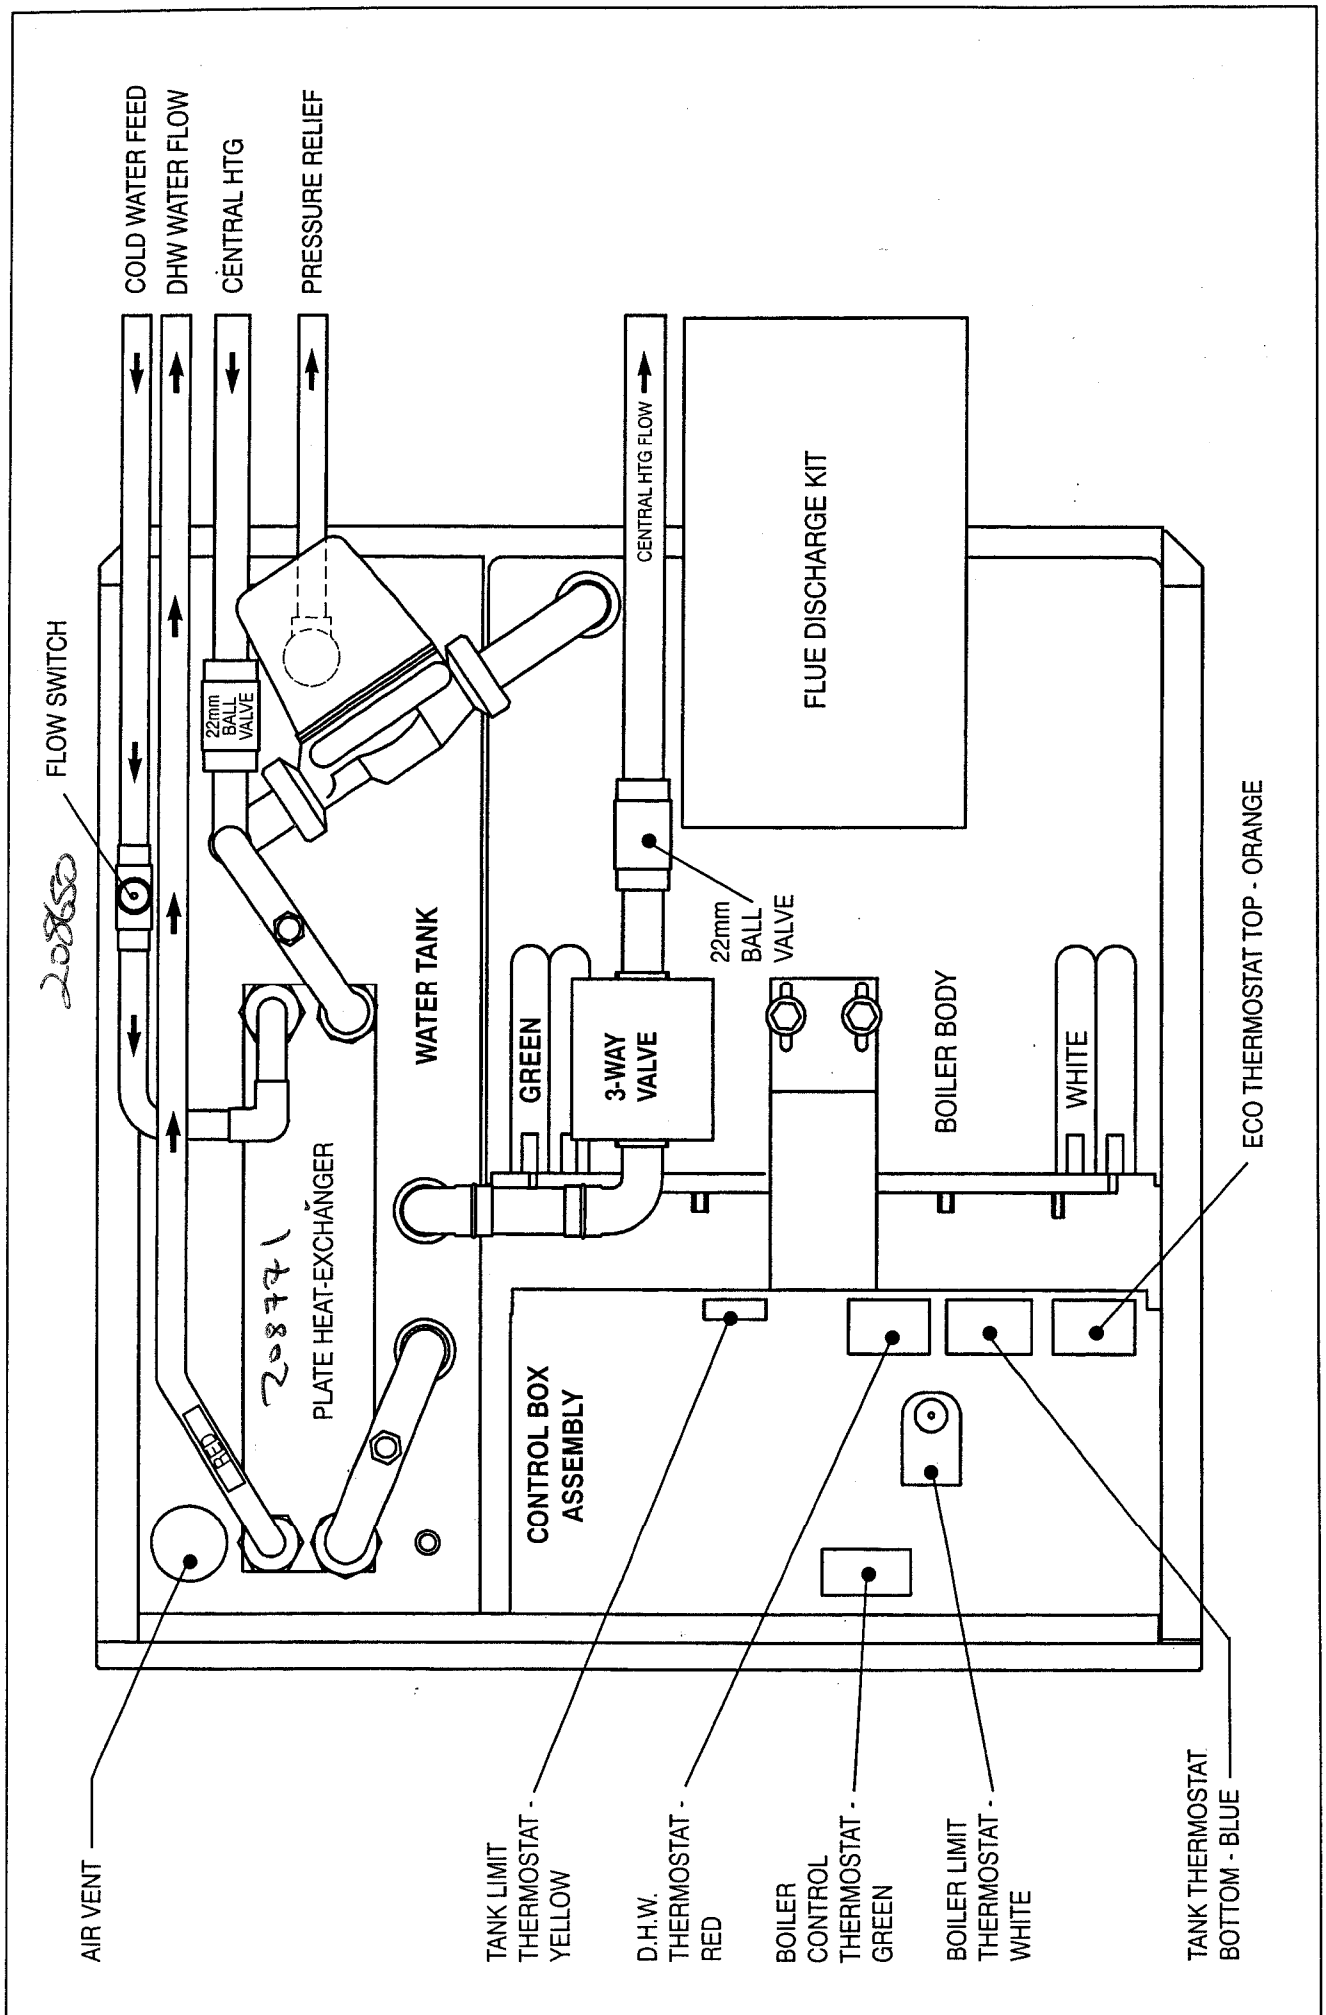 COLD WATER FEED
DHW WATER FLOW
CENTRAL HTG
PRESSURE RELIEF
FLOW SWITCH
208650
22mm
BALL
VALVE
CENTRAL HTG FLOW
FLUE DISCHARGE KIT
WATER TANK
22mm
BALL
VALVE
GREEN
3-WAY
VALVE
BOILER BODY
WHITE
ECO THERMOSTAT TOP - ORANGE
208771
PLATE HEAT-EXCHANGER
RED
CONTROL BOX
ASSEMBLY
AIR VENT
TANK LIMIT
THERMOSTAT -
YELLOW
D.H.W.
THERMOSTAT -
RED
BOILER
CONTROL
THERMOSTAT -
GREEN
BOILER LIMIT
THERMOSTAT -
WHITE
TANK THERMOSTAT
BOTTOM - BLUE